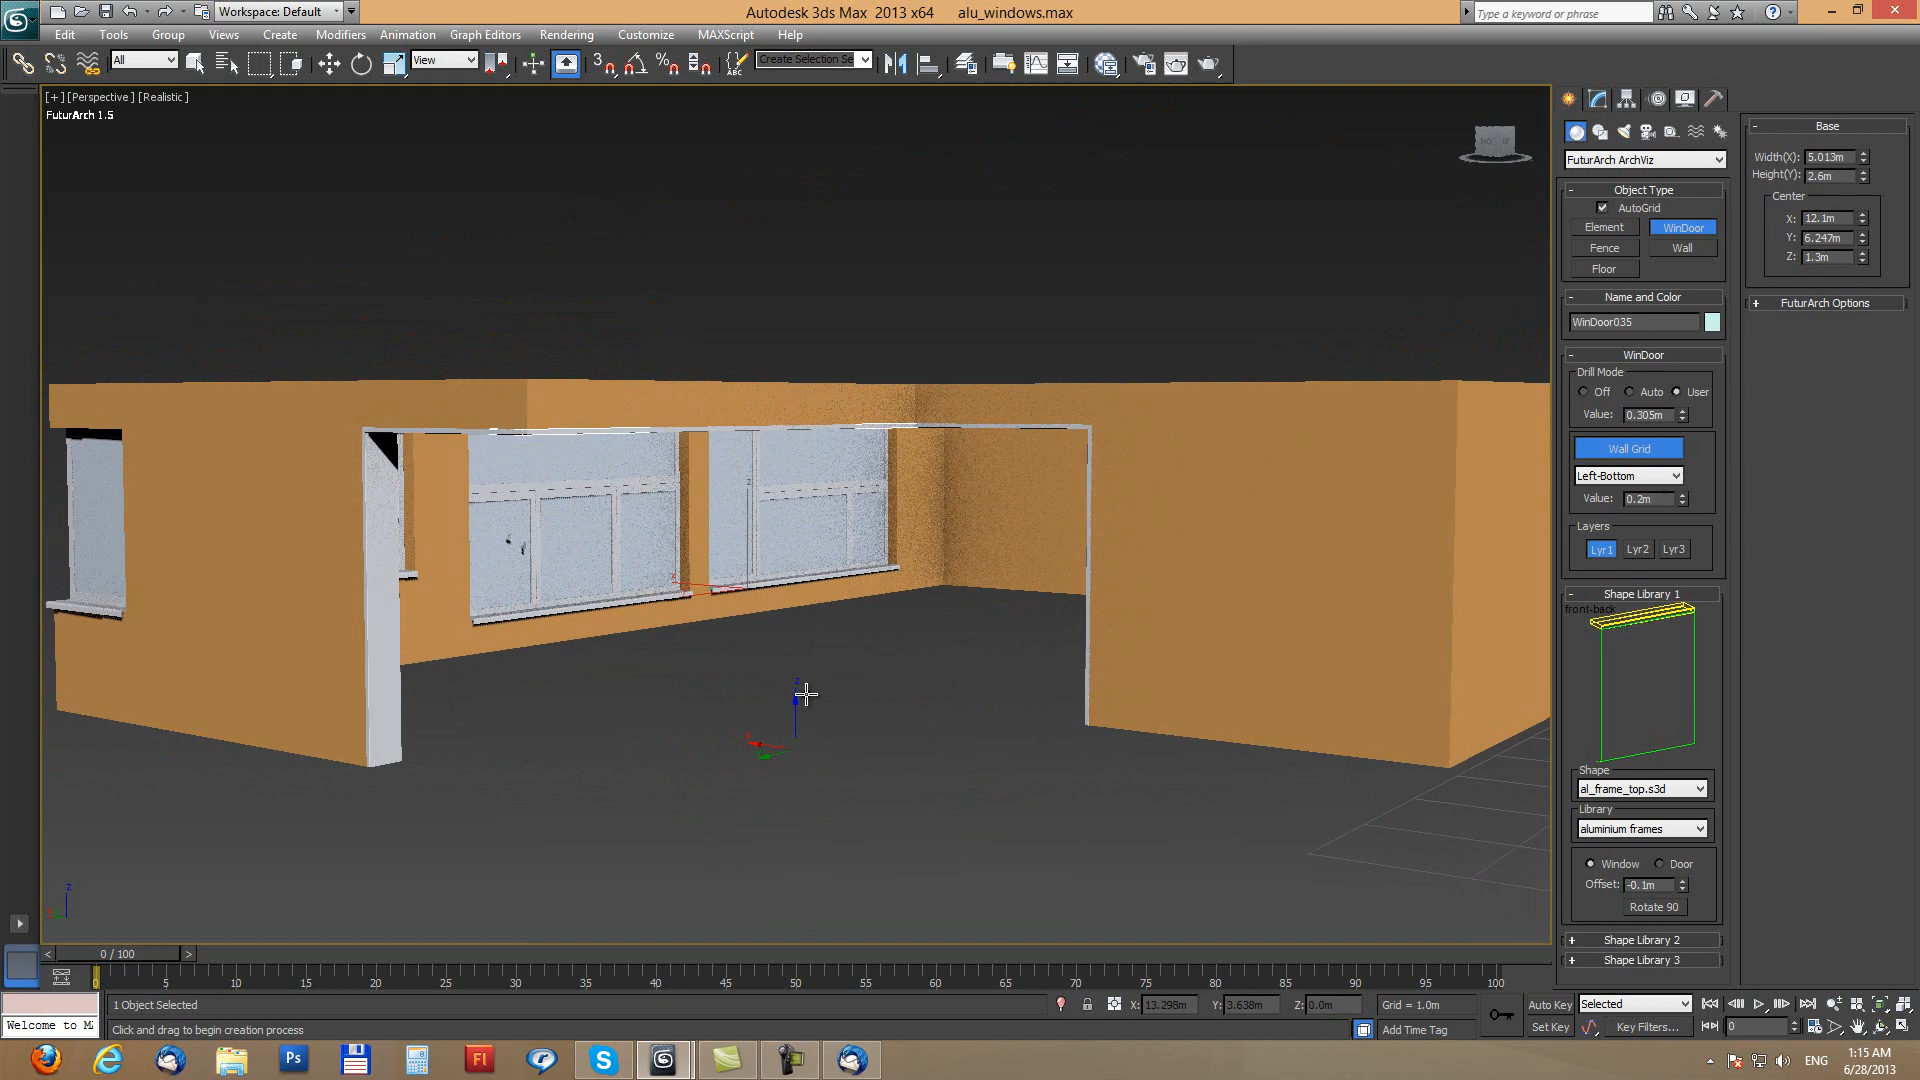 Workspace: Default
Autodesk 3ds Max 2013 x64 alu_windows.max
Type a keyword or phrase
Edit Tools Group Views Create Modifiers Animation Graph Editors Rendering Customize MAXScript Help
All
View
Create Selection Se
[+] [Perspective] [Realistic]
FuturArch 1.5
FuturArch ArchViz
Object Type
AutoGrid
Element WinDoor
Fence Wall
Floor
Name and Color
WinDoor035
WinDoor
Drill Mode
Off Auto User
Value: 0.305m
Wall Grid
Left-Bottom
Value: 0.2m
Layers
Lyr1 Lyr2 Lyr3
Shape Library 1
front-back
Shape
al_frame_top.s3d
Library
aluminium frames
Window Door
Offset: -0.1m
Rotate 90
Shape Library 2
Shape Library 3
Base
Width(X): 5.013m
Height(Y): 2.6m
Center
X: 12.1m
Y: 6.247m
Z: 1.3m
FuturArch Options
0 / 100
0 5 10 15 20 25 30 35 40 45 50 55 60 65 70 75 80 85 90 95 100
1 Object Selected
X: 13.298m Y: 3.638m Z: 0.0m Grid = 1.0m
Auto Key Selected
Welcome to M
Click and drag to begin creation process
Add Time Tag
Set Key Key Filters... 0
ENG
1:15 AM
6/28/2013